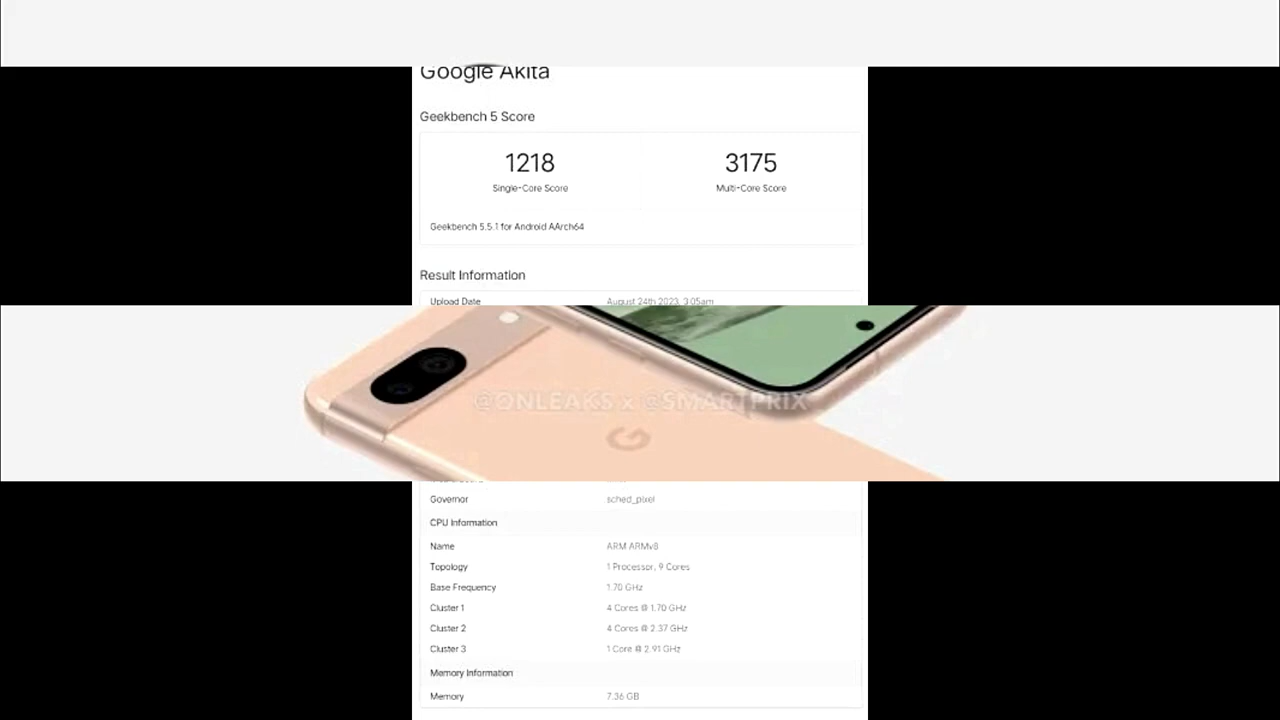 Google Akita
Geekbench 5 Score
1218 3175
Single-Core Score Multi-Core Score
Geekbench 5.5.1 for Android AArch64
Result Information
Upload Date August 24th 2023, 3:05am
@ONLEAKS x @SMARTPRIX
G
Governor sched_pixel
CPU Information
Name ARM ARMv8
Topology 1 Processor, 9 Cores
Base Frequency 1.70 GHz
Cluster 1 4 Cores @ 1.70 GHz
Cluster 2 4 Cores @ 2.37 GHz
Cluster 3 1 Core @ 2.91 GHz
Memory Information
Memory 7.36 GB